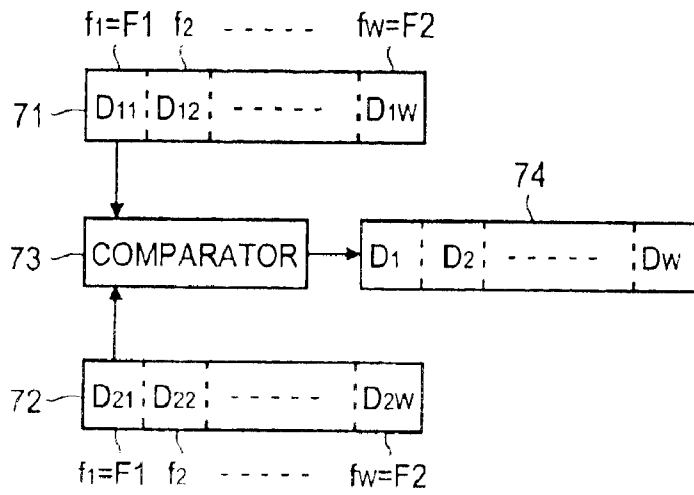 f1=F1 f2 - - - - - fw=F2
71 D11 D12 - - - - - D1W
74
73 COMPARATOR D1 D2 - - - - - DW
72 D21 D22 - - - - - D2W
f1=F1 f2 - - - - - fw=F2